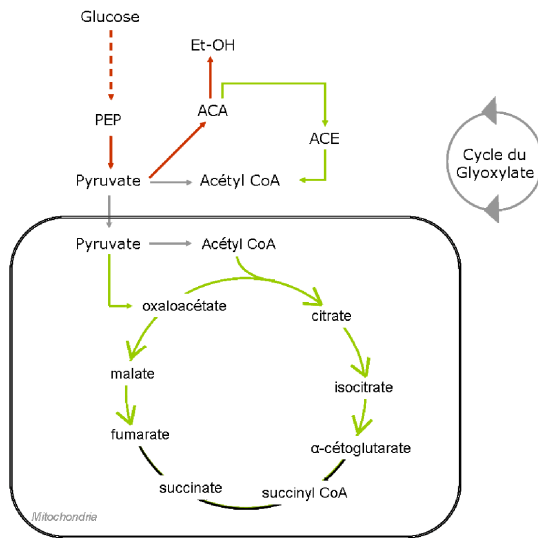 Glucose
Et-OH
PEP
ACA
ACE
Pyruvate
Acétyl CoA
Cycle du
Glyoxylate
Pyruvate
Acétyl CoA
oxaloacétate
citrate
malate
isocitrate
fumarate
α-cétoglutarate
succinate
succinyl CoA
Mitochondria